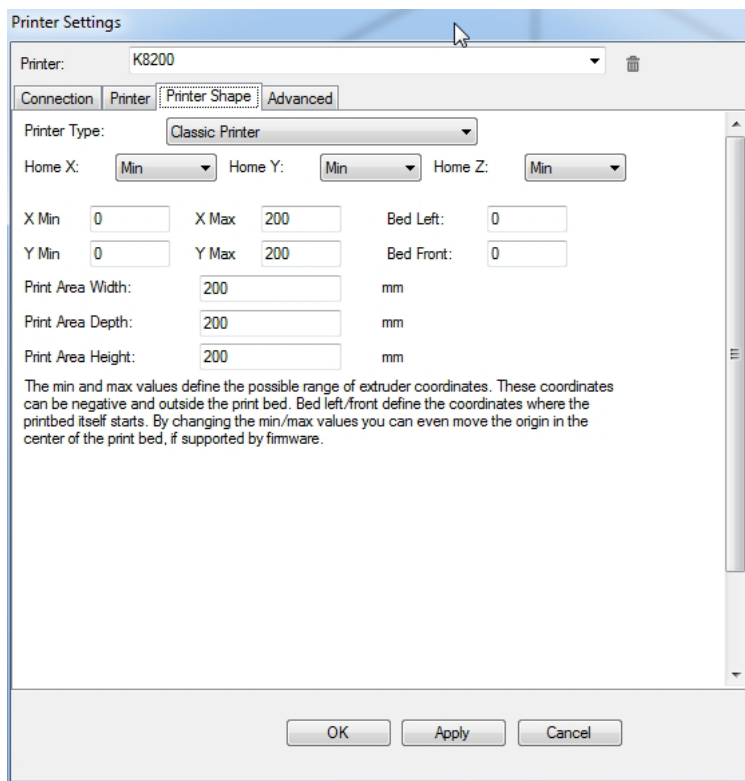 Printer Settings
Printer: K8200
Connection Printer Printer Shape Advanced
Printer Type: Classic Printer
Home X: Min Home Y: Min Home Z: Min
X Min 0 X Max 200 Bed Left: 0
Y Min 0 Y Max 200 Bed Front: 0
Print Area Width: 200 mm
Print Area Depth: 200 mm
Print Area Height: 200 mm
The min and max values define the possible range of extruder coordinates. These coordinates
can be negative and outside the print bed. Bed left/front define the coordinates where the
printbed itself starts. By changing the min/max values you can even move the origin in the
center of the print bed, if supported by firmware.
OK Apply Cancel